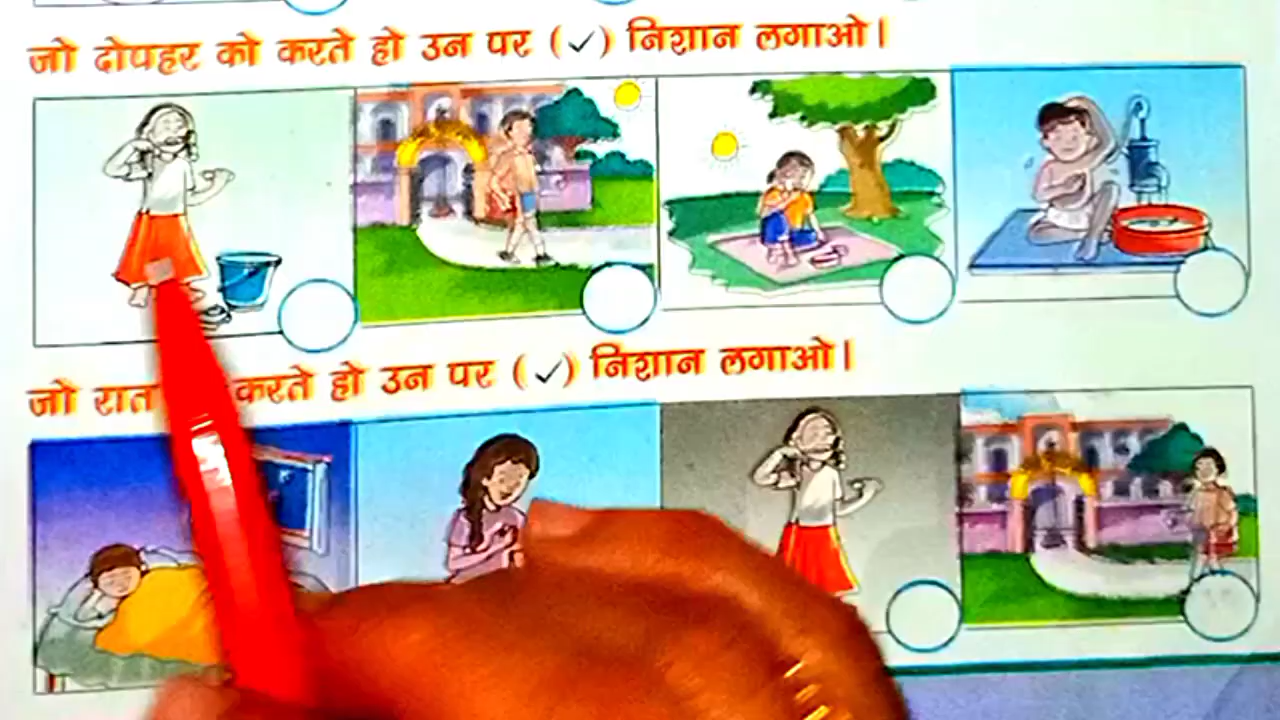 जो दोपहर को करते हो उन पर (✓) निशान लगाओ।
जो रात करते हो उन पर (✓) निशान लगाओ।